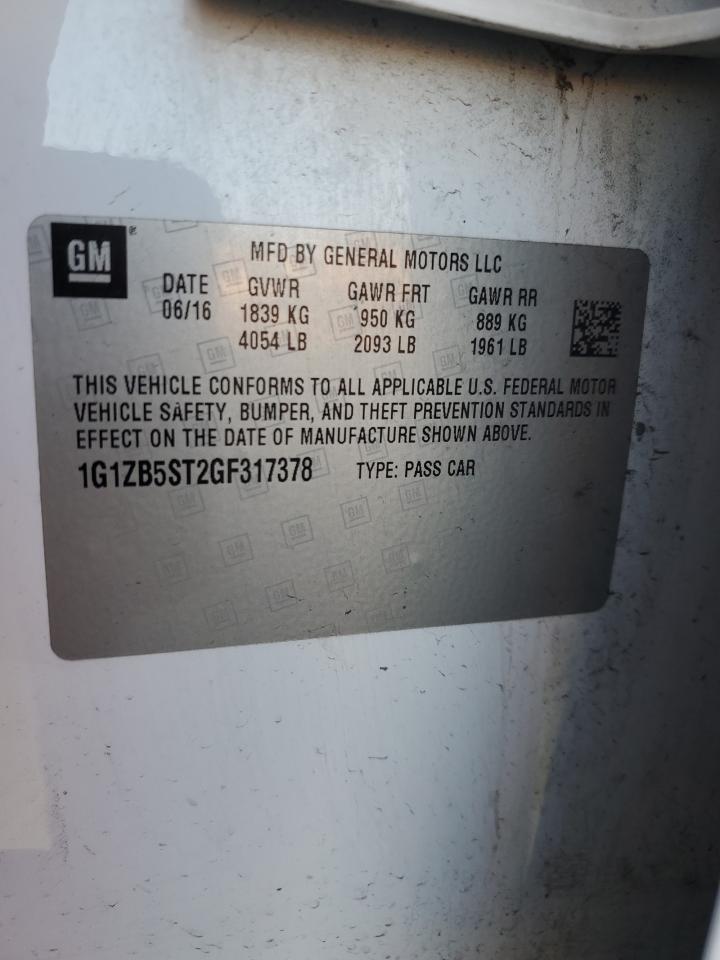 GM®
MFD BY GENERAL MOTORS LLC
DATE GVWR GAWR FRT GAWR RR
06/16 1839 KG 950 KG 889 KG
4054 LB 2093 LB 1961 LB
THIS VEHICLE CONFORMS TO ALL APPLICABLE U.S. FEDERAL MOTOR
VEHICLE SAFETY, BUMPER, AND THEFT PREVENTION STANDARDS IN
EFFECT ON THE DATE OF MANUFACTURE SHOWN ABOVE.
1G1ZB5ST2GF317378 TYPE: PASS CAR